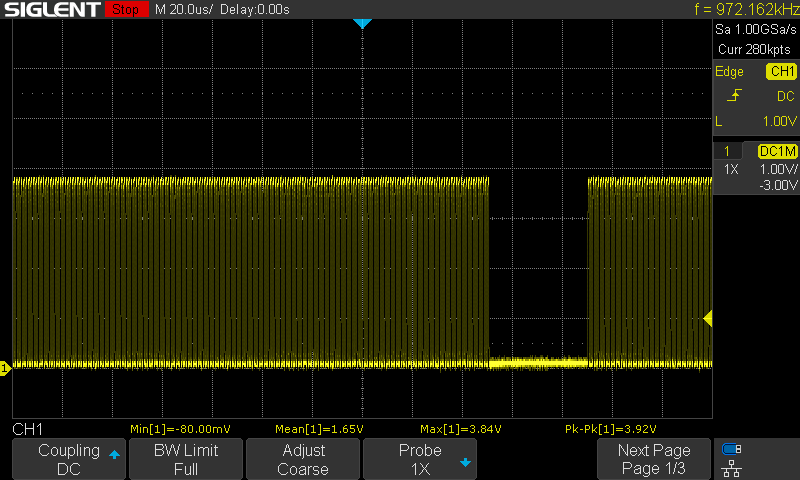 SIGLENT Stop M 20.0us/ Delay:0.00s f = 972.162kHz
Sa 1.00GSa/s
Curr 280kpts
Edge CH1
DC
L 1.00V
1 DC1M
1X 1.00V/
-3.00V
1
CH1 Min[1]=-80.00mV Mean[1]=1.65V Max[1]=3.84V Pk-Pk[1]=3.92V
Coupling BW Limit Adjust Probe Next Page
DC Full Coarse 1X Page 1/3